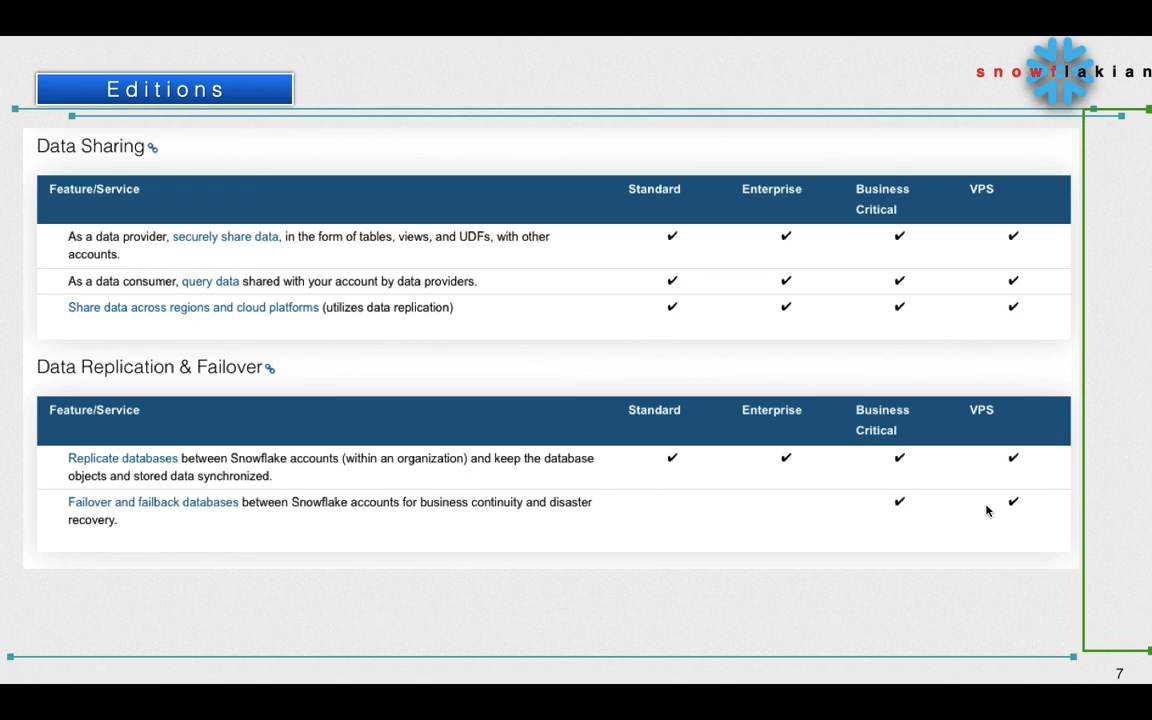 Editions
snowflakian
Data Sharing
Feature/Service Standard Enterprise Business Critical VPS
As a data provider, securely share data, in the form of tables, views, and UDFs, with other
accounts.
✔ ✔ ✔ ✔
As a data consumer, query data shared with your account by data providers. ✔ ✔ ✔ ✔
Share data across regions and cloud platforms (utilizes data replication) ✔ ✔ ✔ ✔
Data Replication & Failover
Feature/Service Standard Enterprise Business Critical VPS
Replicate databases between Snowflake accounts (within an organization) and keep the database
objects and stored data synchronized.
✔ ✔ ✔ ✔
Failover and failback databases between Snowflake accounts for business continuity and disaster
recovery.
✔ ✔
7